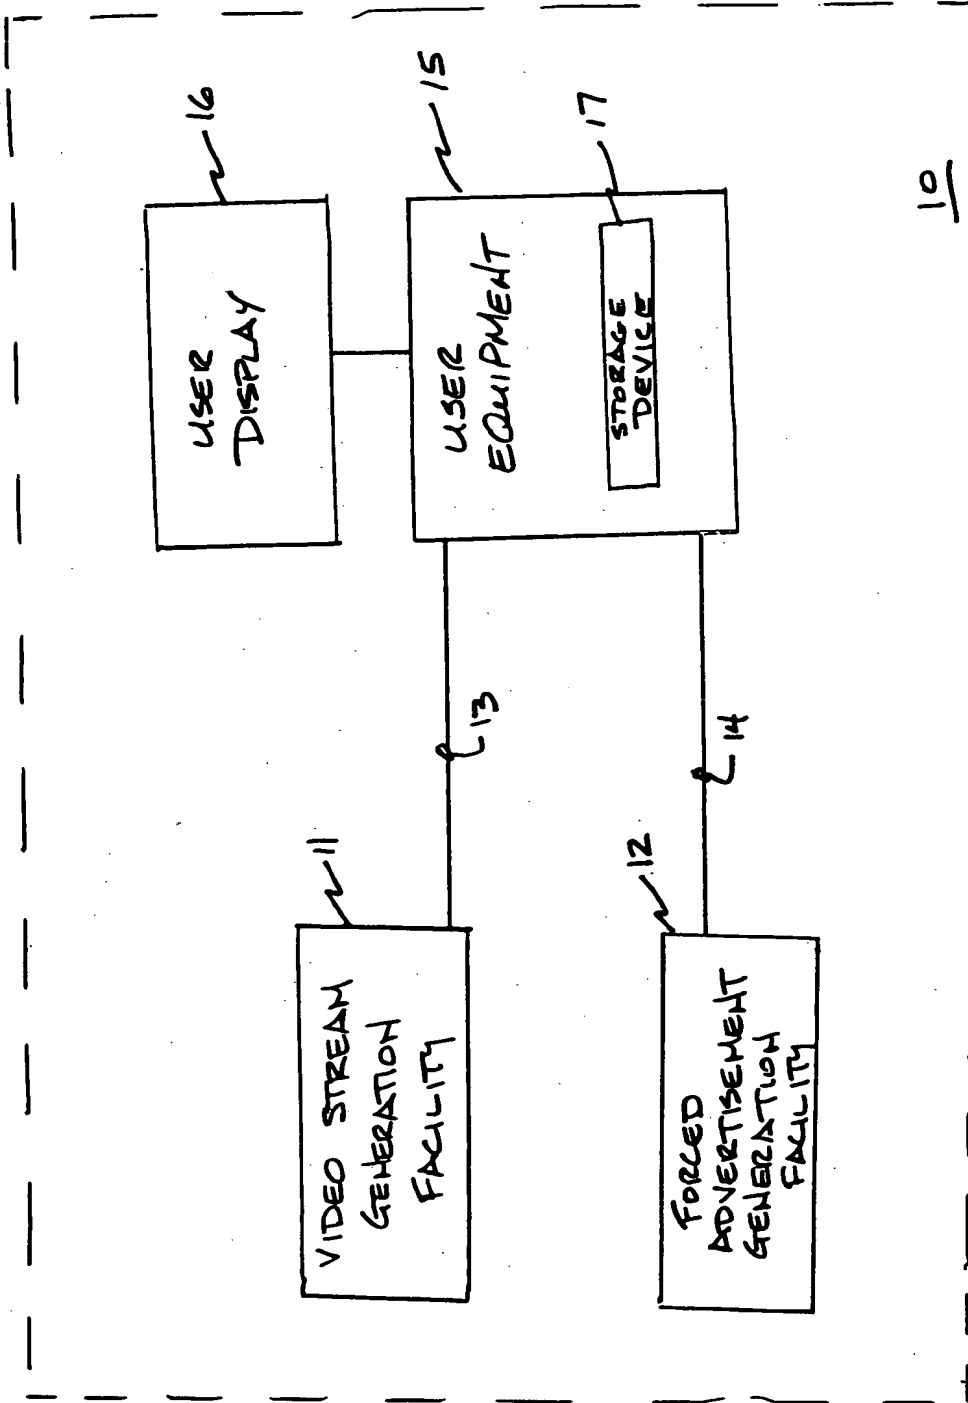 16
USER
DISPLAY
15
USER
EQUIPMENT
17
STORAGE
DEVICE
13
14
11
VIDEO STREAM
GENERATION
FACILITY
12
FORCED
ADVERTISEMENT
GENERATION
FACILITY
10